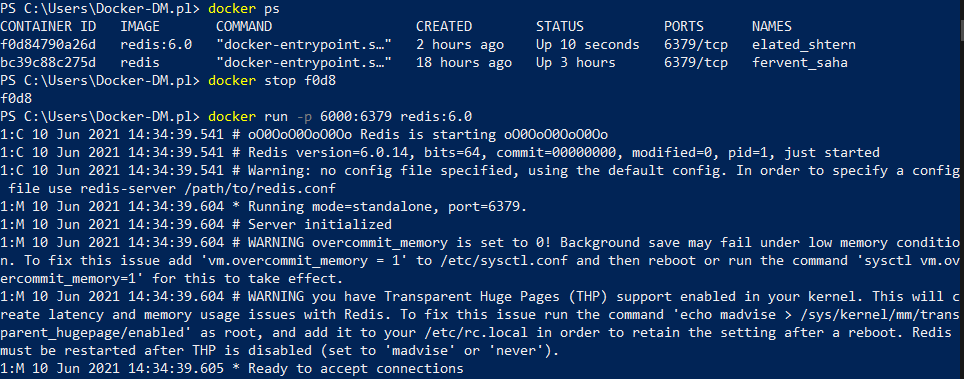 PS C:\Users\Docker-DM.pl> docker ps
CONTAINER ID   IMAGE       COMMAND                  CREATED        STATUS          PORTS      NAMES
f0d84790a26d   redis:6.0   "docker-entrypoint.s…"   2 hours ago    Up 10 seconds   6379/tcp   elated_shtern
bc39c88c275d   redis       "docker-entrypoint.s…"   18 hours ago   Up 3 hours      6379/tcp   fervent_saha
PS C:\Users\Docker-DM.pl> docker stop f0d8
f0d8
PS C:\Users\Docker-DM.pl> docker run -p 6000:6379 redis:6.0
1:C 10 Jun 2021 14:34:39.541 # oO0OoO0OoO0Oo Redis is starting oO0OoO0OoO0Oo
1:C 10 Jun 2021 14:34:39.541 # Redis version=6.0.14, bits=64, commit=00000000, modified=0, pid=1, just started
1:C 10 Jun 2021 14:34:39.541 # Warning: no config file specified, using the default config. In order to specify a config
 file use redis-server /path/to/redis.conf
1:M 10 Jun 2021 14:34:39.604 * Running mode=standalone, port=6379.
1:M 10 Jun 2021 14:34:39.604 # Server initialized
1:M 10 Jun 2021 14:34:39.604 # WARNING overcommit_memory is set to 0! Background save may fail under low memory conditio
n. To fix this issue add 'vm.overcommit_memory = 1' to /etc/sysctl.conf and then reboot or run the command 'sysctl vm.ov
ercommit_memory=1' for this to take effect.
1:M 10 Jun 2021 14:34:39.604 # WARNING you have Transparent Huge Pages (THP) support enabled in your kernel. This will c
reate latency and memory usage issues with Redis. To fix this issue run the command 'echo madvise > /sys/kernel/mm/trans
parent_hugepage/enabled' as root, and add it to your /etc/rc.local in order to retain the setting after a reboot. Redis
must be restarted after THP is disabled (set to 'madvise' or 'never').
1:M 10 Jun 2021 14:34:39.605 * Ready to accept connections